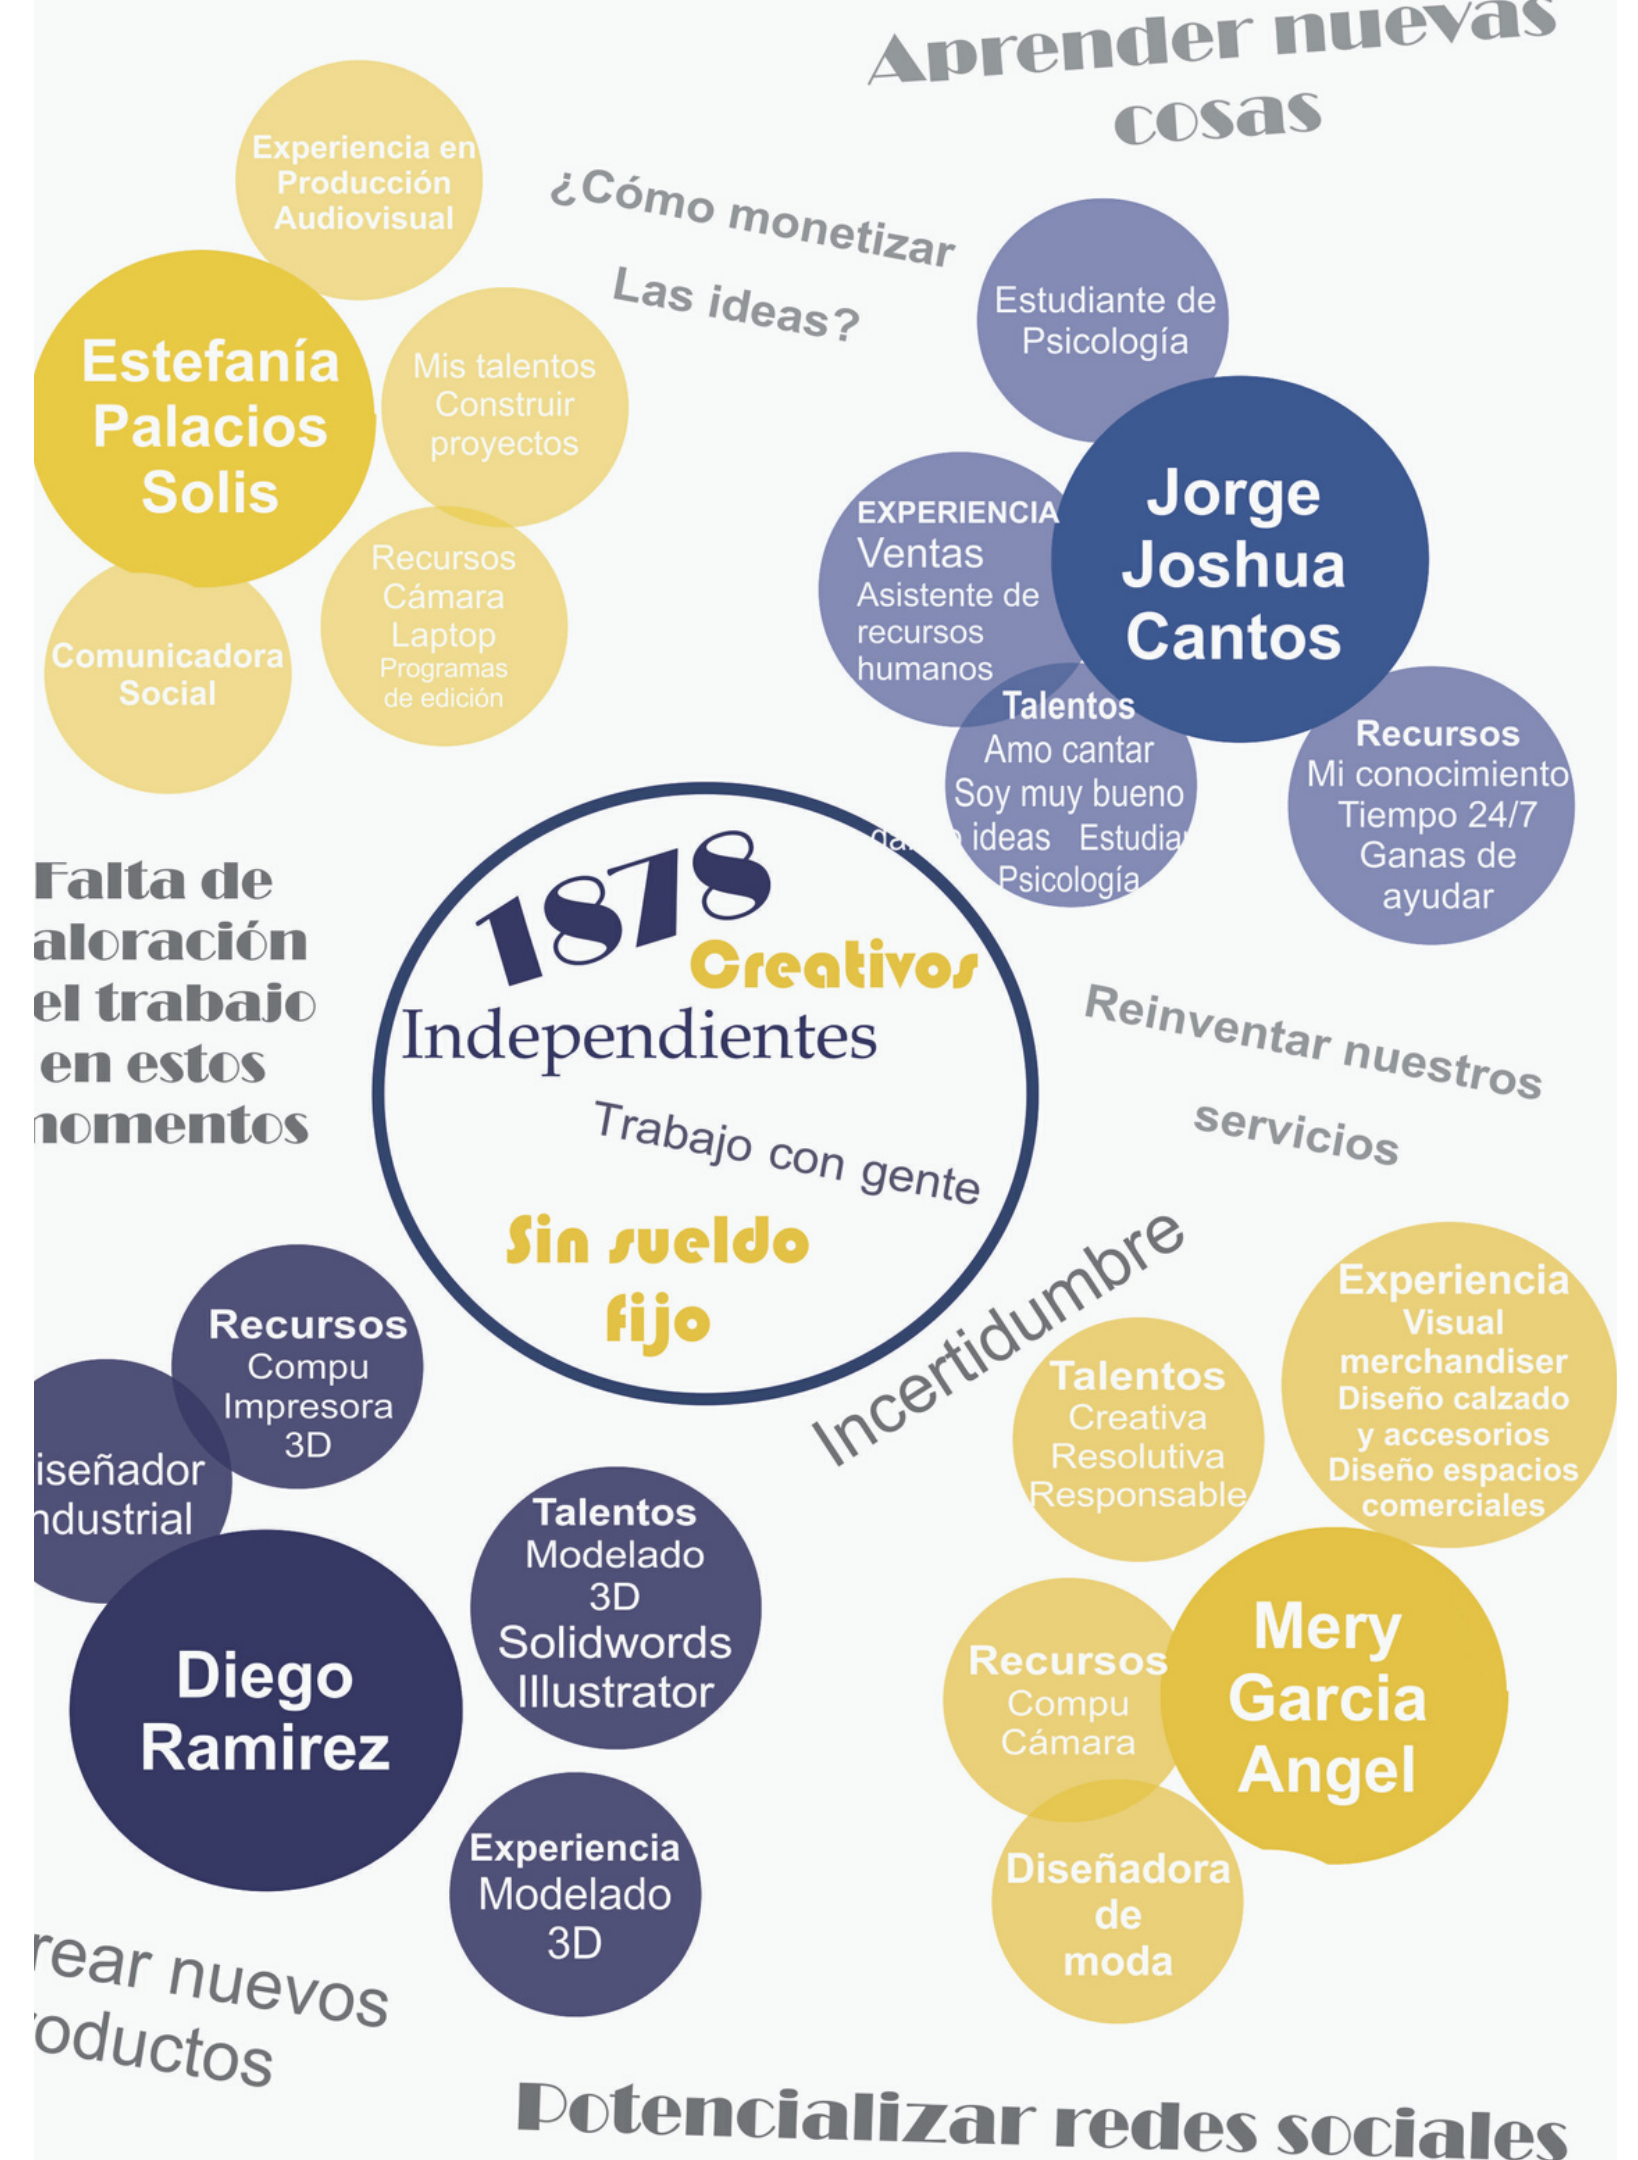 Aprender nuevas
cosas
Experiencia en
Producción
Audiovisual
¿Cómo monetizar
Las ideas?
Estefanía
Palacios
Solis
Mis talentos
Construir
proyectos
Recursos
Cámara
Laptop
Programas
de edición
Comunicadora
Social
Estudiante de
Psicología
Jorge
Joshua
Cantos
EXPERIENCIA
Ventas
Asistente de
recursos
humanos
Talentos
Amo cantar
Soy muy bueno
ideas
Psicología
Recursos
Mi conocimiento
Tiempo 24/7
Ganas de
ayudar
Falta de
aloración
el trabajo
en estos
omentos
1878
Creativos
Independientes
Trabajo con gente
Sin sueldo
fijo
Reinventar nuestros
servicios
Incertidumbre
Recursos
Compu
Impresora
3D
iseñador
ndustrial
Diego
Ramirez
Talentos
Modelado
3D
Solidwords
Illustrator
Experiencia
Modelado
3D
Talentos
Creativa
Resolutiva
Responsable
Experiencia
Visual
merchandiser
Diseño calzado
y accesorios
Diseño espacios
comerciales
Mery
Garcia
Angel
Recursos
Compu
Cámara
Diseñadora
de
moda
rear nuevos
oductos
Potencializar redes sociales